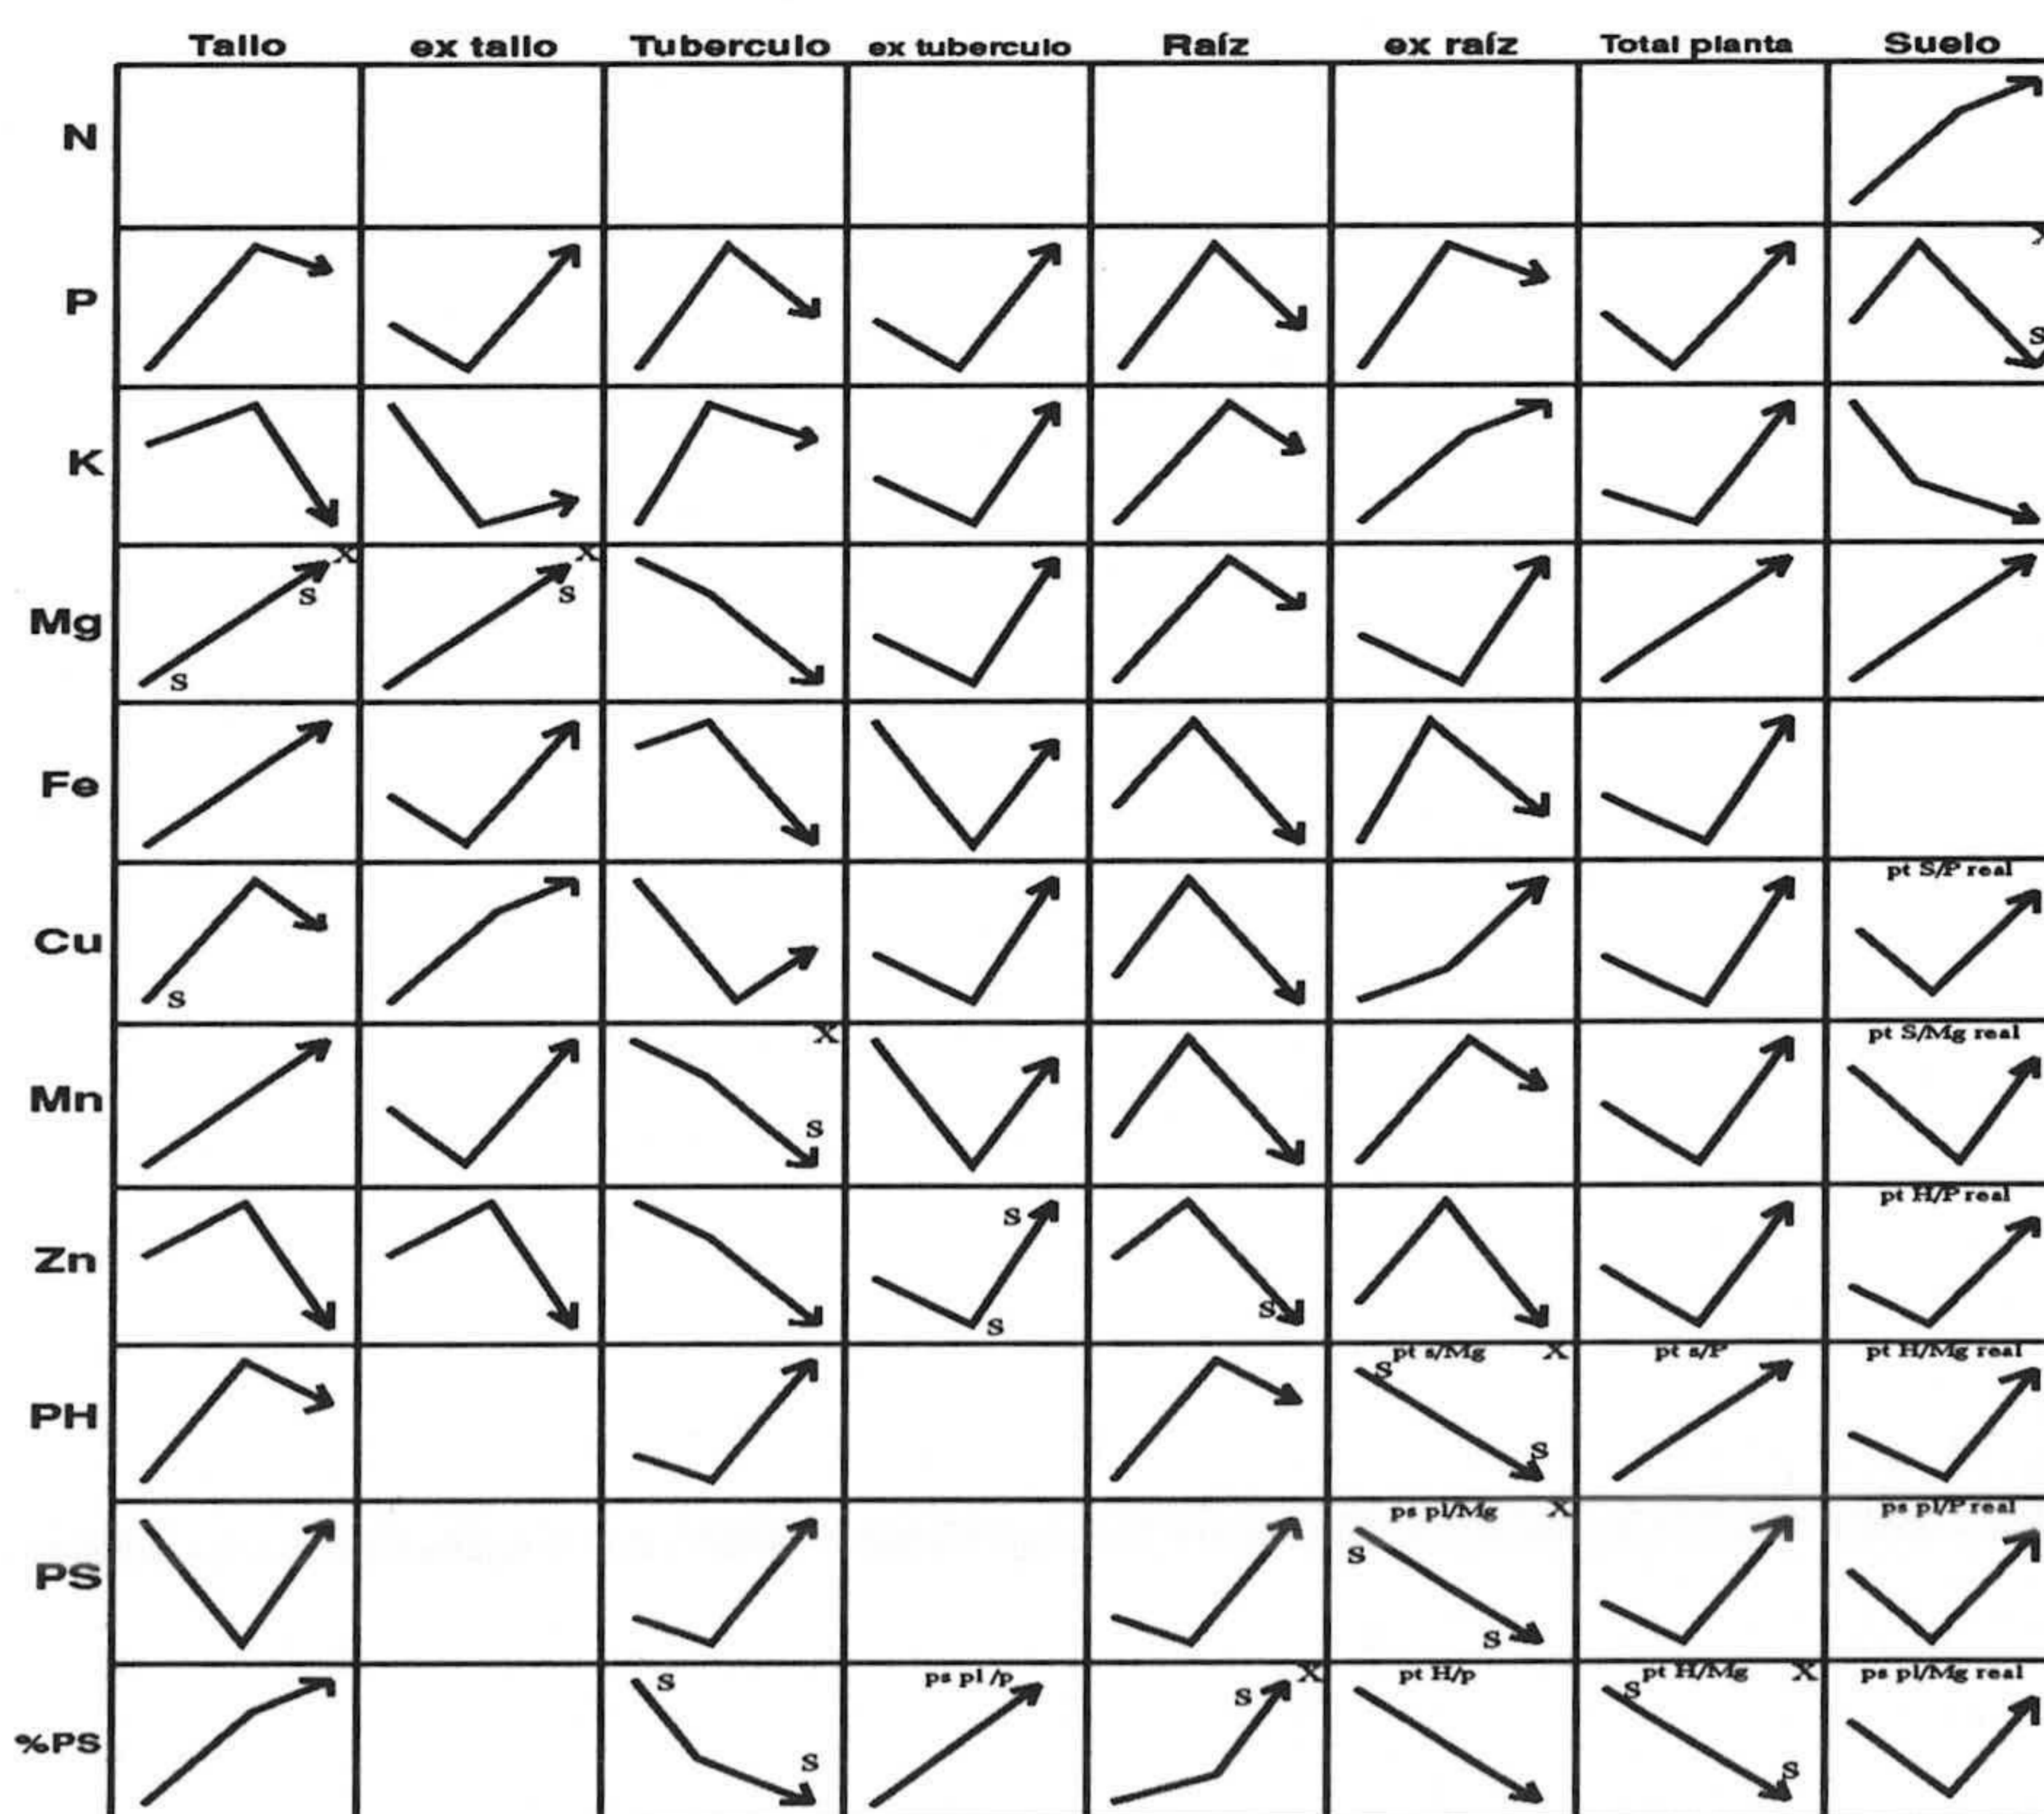 Tallo ex tallo Tuberculo ex tuberculo Raíz ex raíz Total planta Suelo
N
P X
S
K
Mg S X S X S
Fe
Cu S pt S/P real
Mn X S pt S/Mg real
Zn S S S pt H/P real
PH pt s/Mg X S S pt s/P pt H/Mg real
PS ps pl/Mg X S S ps pl/P real
%PS S S ps pl /p S X pt H/p pt H/Mg X S S ps pl/Mg real